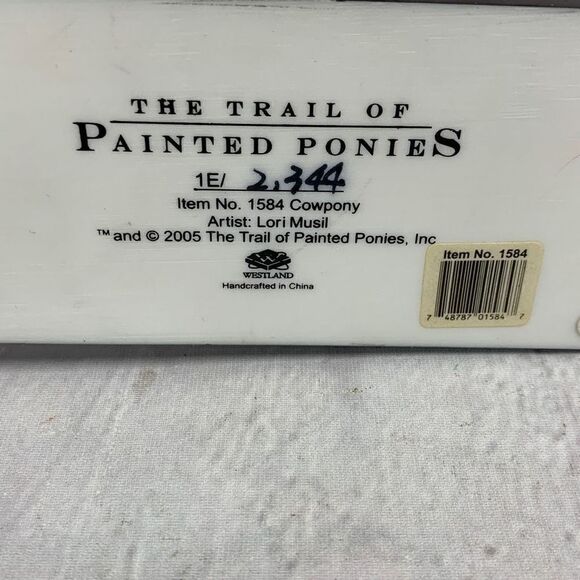 THE TRAIL OF
PAINTED PONIES
1E/ 2,344
Item No. 1584 Cowpony
Artist: Lori Musil
™ and © 2005 The Trail of Painted Ponies, Inc
WESTLAND
Handcrafted in China
Item No. 1584
7 48787 01584 7